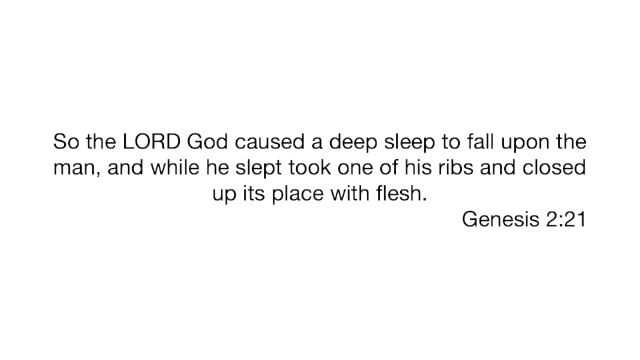 So the LORD God caused a deep sleep to fall upon the
man, and while he slept took one of his ribs and closed
up its place with flesh.
Genesis 2:21